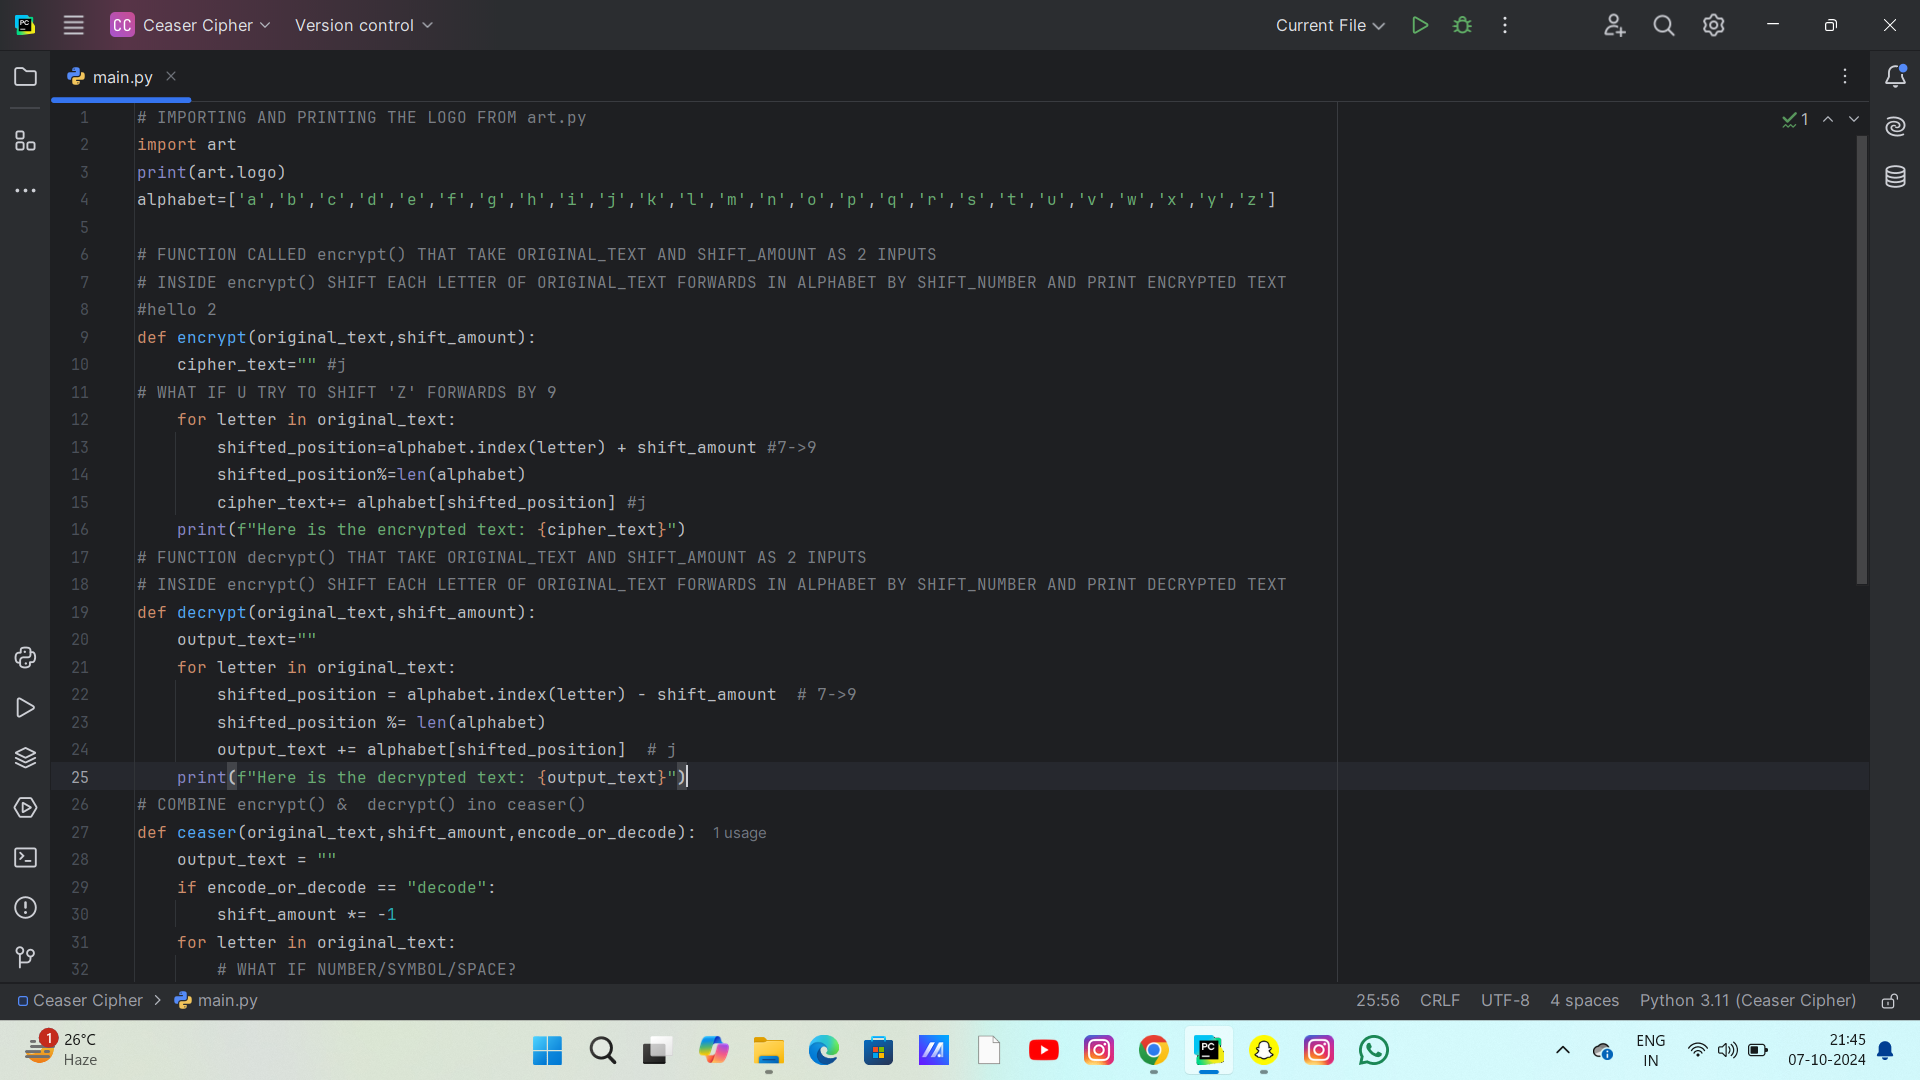 PC
CC Ceaser Cipher Version control Current File
main.py
1 # IMPORTING AND PRINTING THE LOGO FROM art.py
2 import art
3 print(art.logo)
4 alphabet=['a','b','c','d','e','f','g','h','i','j','k','l','m','n','o','p','q','r','s','t','u','v','w','x','y','z']
5
6 # FUNCTION CALLED encrypt() THAT TAKE ORIGINAL_TEXT AND SHIFT_AMOUNT AS 2 INPUTS
7 # INSIDE encrypt() SHIFT EACH LETTER OF ORIGINAL_TEXT FORWARDS IN ALPHABET BY SHIFT_NUMBER AND PRINT ENCRYPTED TEXT
8 #hello 2
9 def encrypt(original_text,shift_amount):
10     cipher_text="" #j
11 # WHAT IF U TRY TO SHIFT 'Z' FORWARDS BY 9
12     for letter in original_text:
13         shifted_position=alphabet.index(letter) + shift_amount #7->9
14         shifted_position%=len(alphabet)
15         cipher_text+= alphabet[shifted_position] #j
16     print(f"Here is the encrypted text: {cipher_text}")
17 # FUNCTION decrypt() THAT TAKE ORIGINAL_TEXT AND SHIFT_AMOUNT AS 2 INPUTS
18 # INSIDE encrypt() SHIFT EACH LETTER OF ORIGINAL_TEXT FORWARDS IN ALPHABET BY SHIFT_NUMBER AND PRINT DECRYPTED TEXT
19 def decrypt(original_text,shift_amount):
20     output_text=""
21     for letter in original_text:
22         shifted_position = alphabet.index(letter) - shift_amount  # 7->9
23         shifted_position %= len(alphabet)
24         output_text += alphabet[shifted_position]  # j
25     print(f"Here is the decrypted text: {output_text}")
26 # COMBINE encrypt() &  decrypt() ino ceaser()
27 def ceaser(original_text,shift_amount,encode_or_decode): 1 usage
28     output_text = ""
29     if encode_or_decode == "decode":
30         shift_amount *= -1
31     for letter in original_text:
32         # WHAT IF NUMBER/SYMBOL/SPACE?
1
Ceaser Cipher > main.py 25:56 CRLF UTF-8 4 spaces Python 3.11 (Ceaser Cipher)
1 26°C
Haze
PC
ENG
IN
21:45
07-10-2024